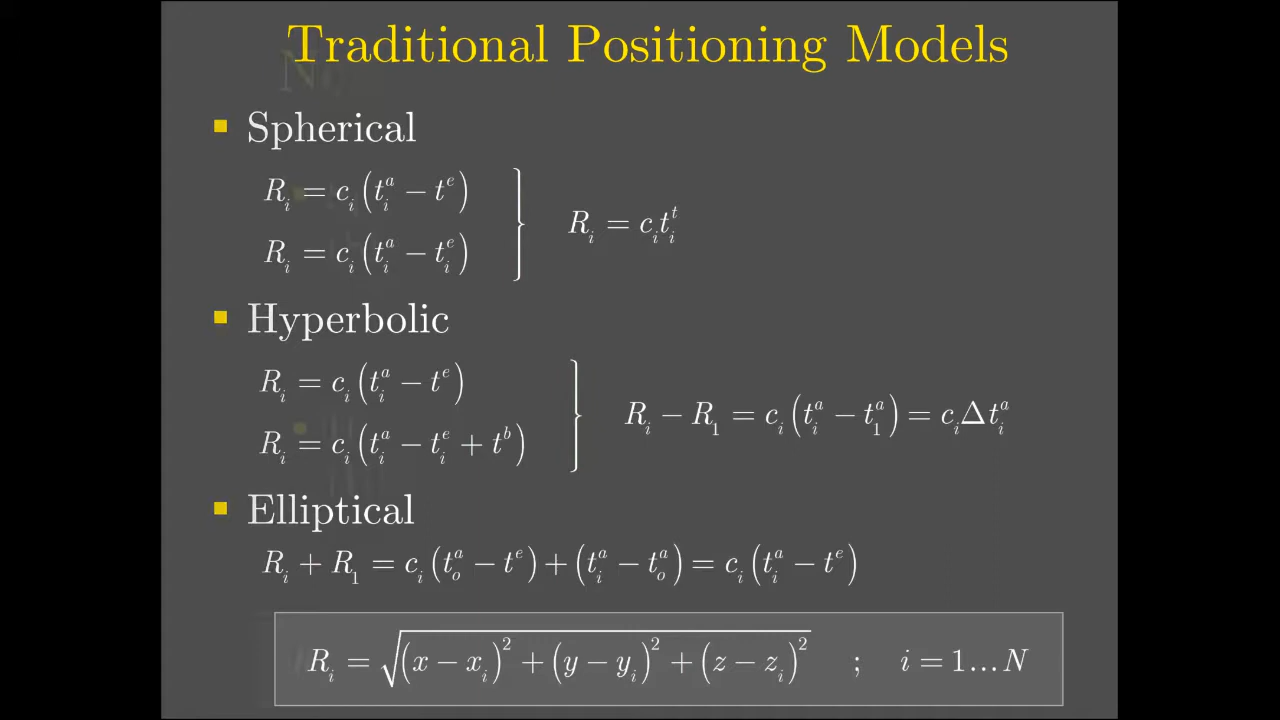 Traditional Positioning Models
▪ Spherical
R_i = c_i (t_i^a − t^e)
R_i = c_i (t_i^a − t_i^e)
} R_i = c_i t_i^t
▪ Hyperbolic
R_i = c_i (t_i^a − t^e)
R_i = c_i (t_i^a − t_i^e + t^b)
} R_i − R_1 = c_i (t_i^a − t_1^a) = c_i Δt_i^a
▪ Elliptical
R_i + R_1 = c_i (t_o^a − t^e) + (t_i^a − t_o^a) = c_i (t_i^a − t^e)
R_i = √((x − x_i)^2 + (y − y_i)^2 + (z − z_i)^2) ; i = 1…N